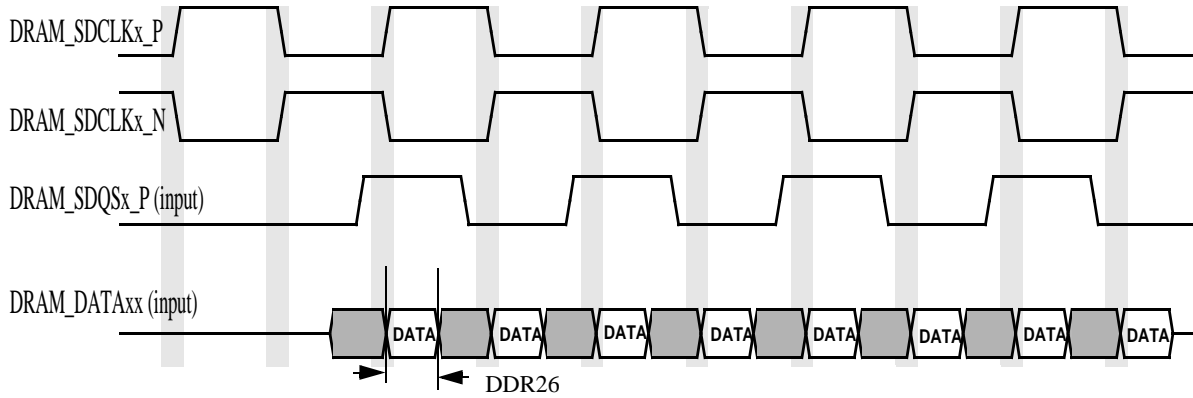 DRAM_SDCLKx_P
DRAM_SDCLKx_N
DRAM_SDQSx_P (input)
DRAM_DATAxx (input)
DATA DATA DATA DATA DATA DATA DATA DATA
DDR26